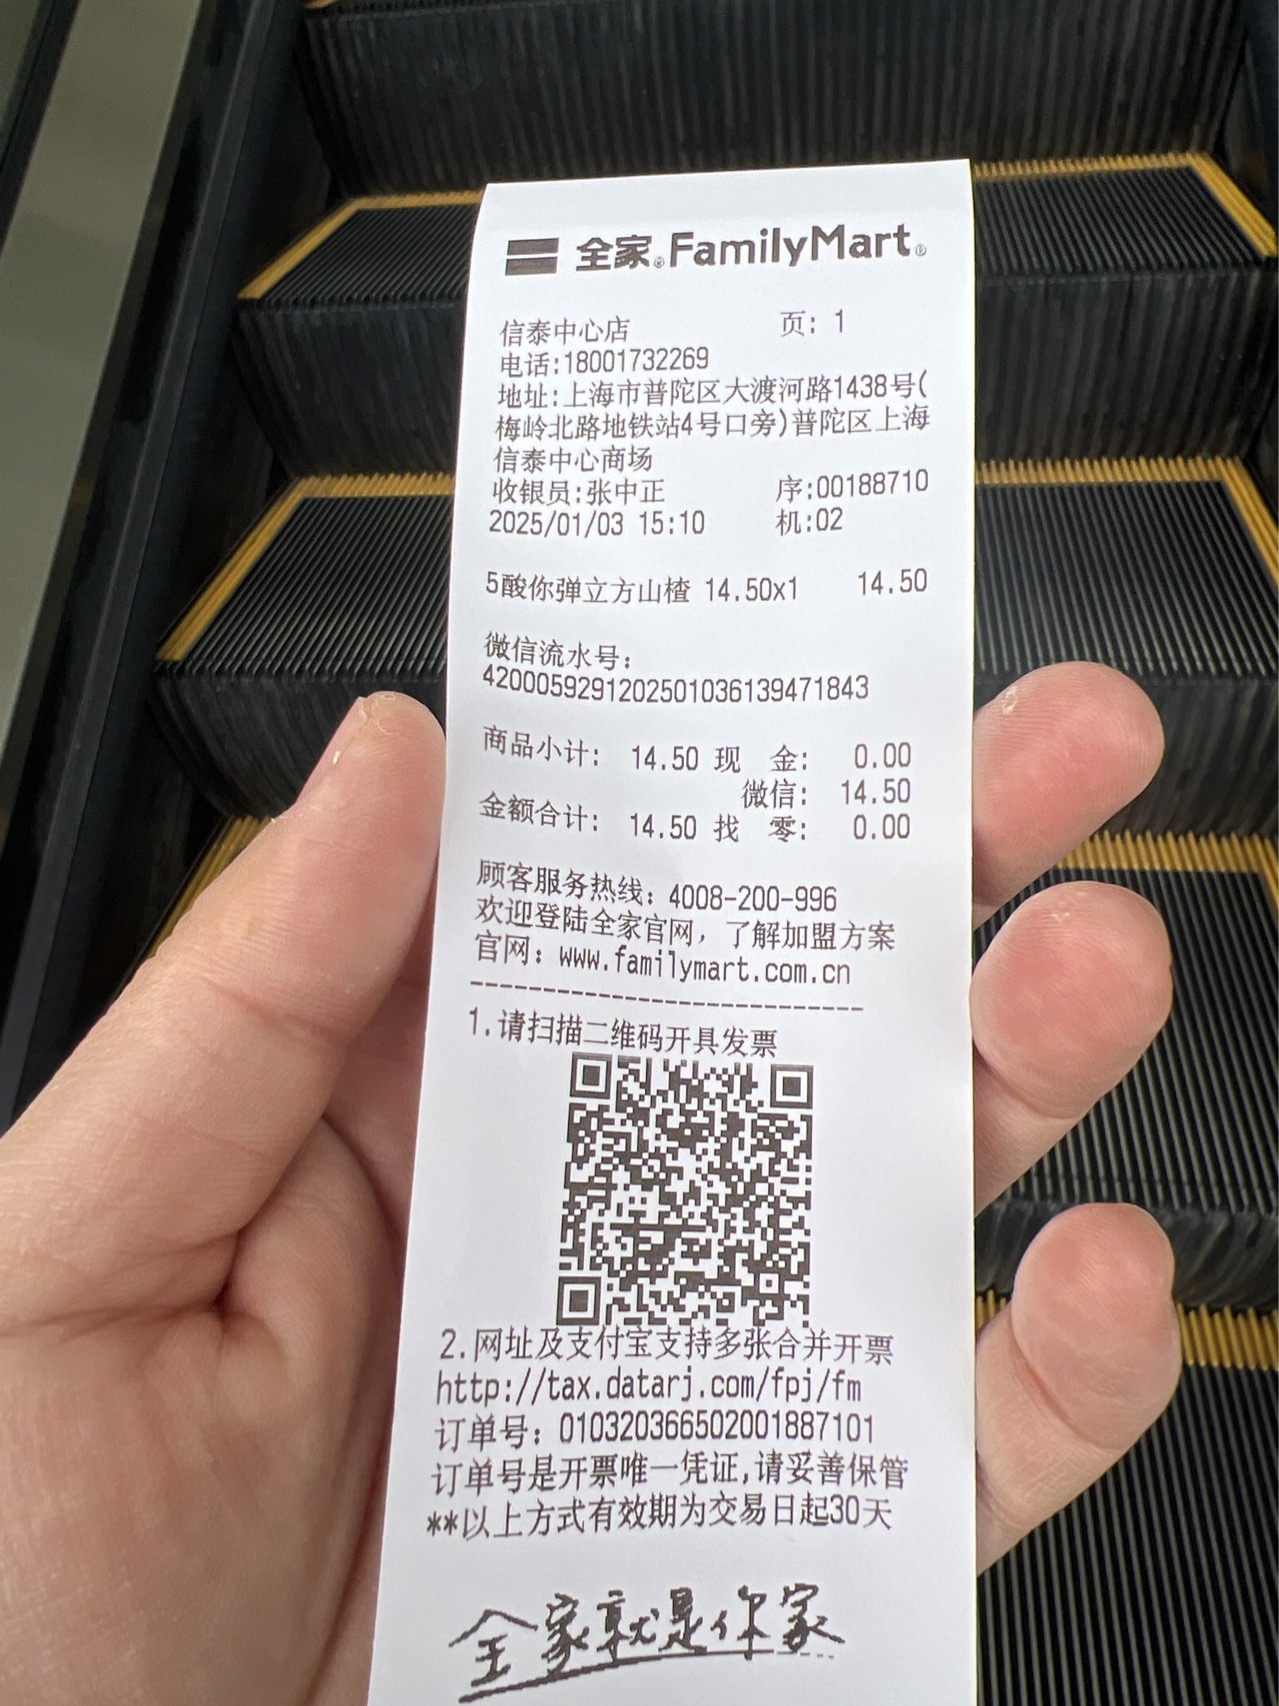 全家®FamilyMart®
信泰中心店 页: 1
电话:18001732269
地址:上海市普陀区大渡河路1438号(
梅岭北路地铁站4号口旁)普陀区上海
信泰中心商场
收银员:张中正 序:00188710
2025/01/03 15:10 机:02
5酸你弹立方山楂 14.50x1 14.50
微信流水号:
4200059291202501036139471843
商品小计: 14.50 现 金: 0.00
微信: 14.50
金额合计: 14.50 找 零: 0.00
顾客服务热线: 4008-200-996
欢迎登陆全家官网，了解加盟方案
官网: www.familymart.com.cn
1.请扫描二维码开具发票
2.网址及支付宝支持多张合并开票
http://tax.datarj.com/fpj/fm
订单号: 010320366502001887101
订单号是开票唯一凭证,请妥善保管
**以上方式有效期为交易日起30天
全家就是你家